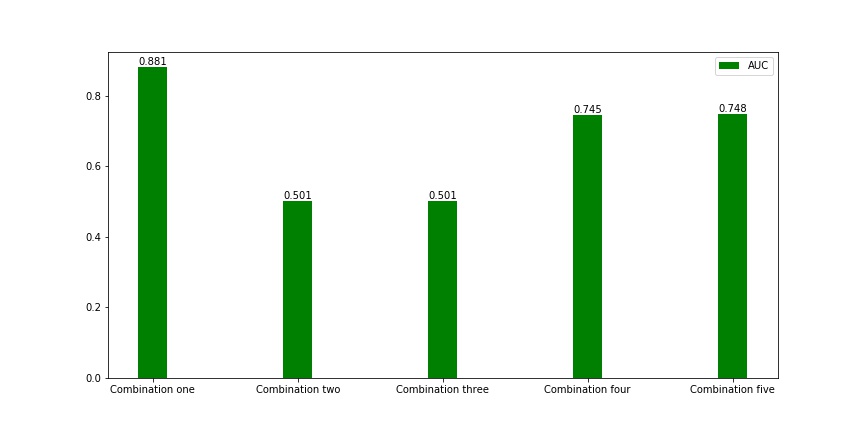 0.881
AUC
0.748
0.745
0.501
0.501
0.8
0.6
0.4
0.2
0.0
Combination one
Combination two
Combination three
Combination four
Combination five